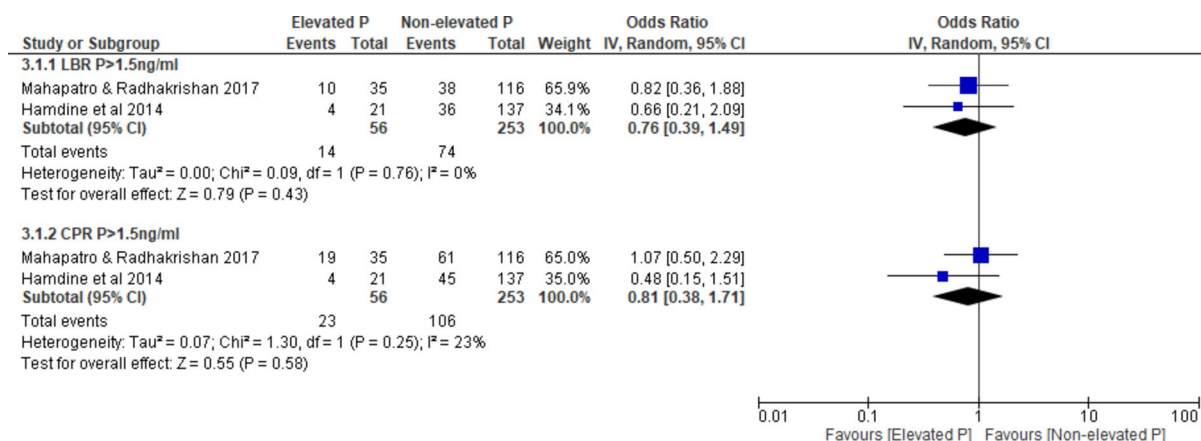 Elevated P Non-elevated P Odds Ratio Odds Ratio
Study or Subgroup Events Total Events Total Weight IV, Random, 95% CI IV, Random, 95% CI
3.1.1 LBR P>1.5ng/ml
Mahapatro & Radhakrishan 2017 10 35 38 116 65.9% 0.82 [0.36, 1.88]
Hamdine et al 2014 4 21 36 137 34.1% 0.66 [0.21, 2.09]
Subtotal (95% CI) 56 253 100.0% 0.76 [0.39, 1.49]
Total events 14 74
Heterogeneity: Tau² = 0.00; Chi² = 0.09, df = 1 (P = 0.76); I² = 0%
Test for overall effect: Z = 0.79 (P = 0.43)
3.1.2 CPR P>1.5ng/ml
Mahapatro & Radhakrishan 2017 19 35 61 116 65.0% 1.07 [0.50, 2.29]
Hamdine et al 2014 4 21 45 137 35.0% 0.48 [0.15, 1.51]
Subtotal (95% CI) 56 253 100.0% 0.81 [0.38, 1.71]
Total events 23 106
Heterogeneity: Tau² = 0.07; Chi² = 1.30, df = 1 (P = 0.25); I² = 23%
Test for overall effect: Z = 0.55 (P = 0.58)
0.01 0.1 1 10 100
Favours [Elevated P] Favours [Non-elevated P]